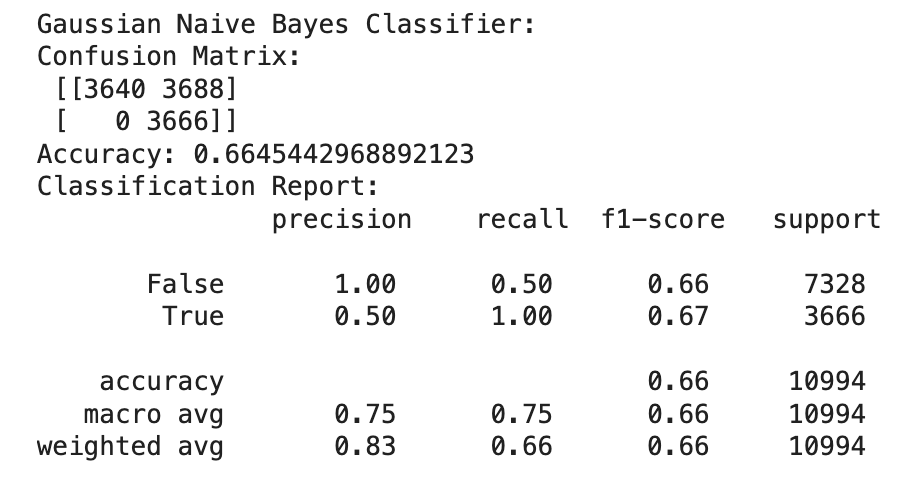 Gaussian Naive Bayes Classifier:
Confusion Matrix:
[[3640 3688]
[   0 3666]]
Accuracy: 0.6645442968892123
Classification Report:
precision recall f1-score support
False 1.00 0.50 0.66 7328
True 0.50 1.00 0.67 3666
accuracy 0.66 10994
macro avg 0.75 0.75 0.66 10994
weighted avg 0.83 0.66 0.66 10994